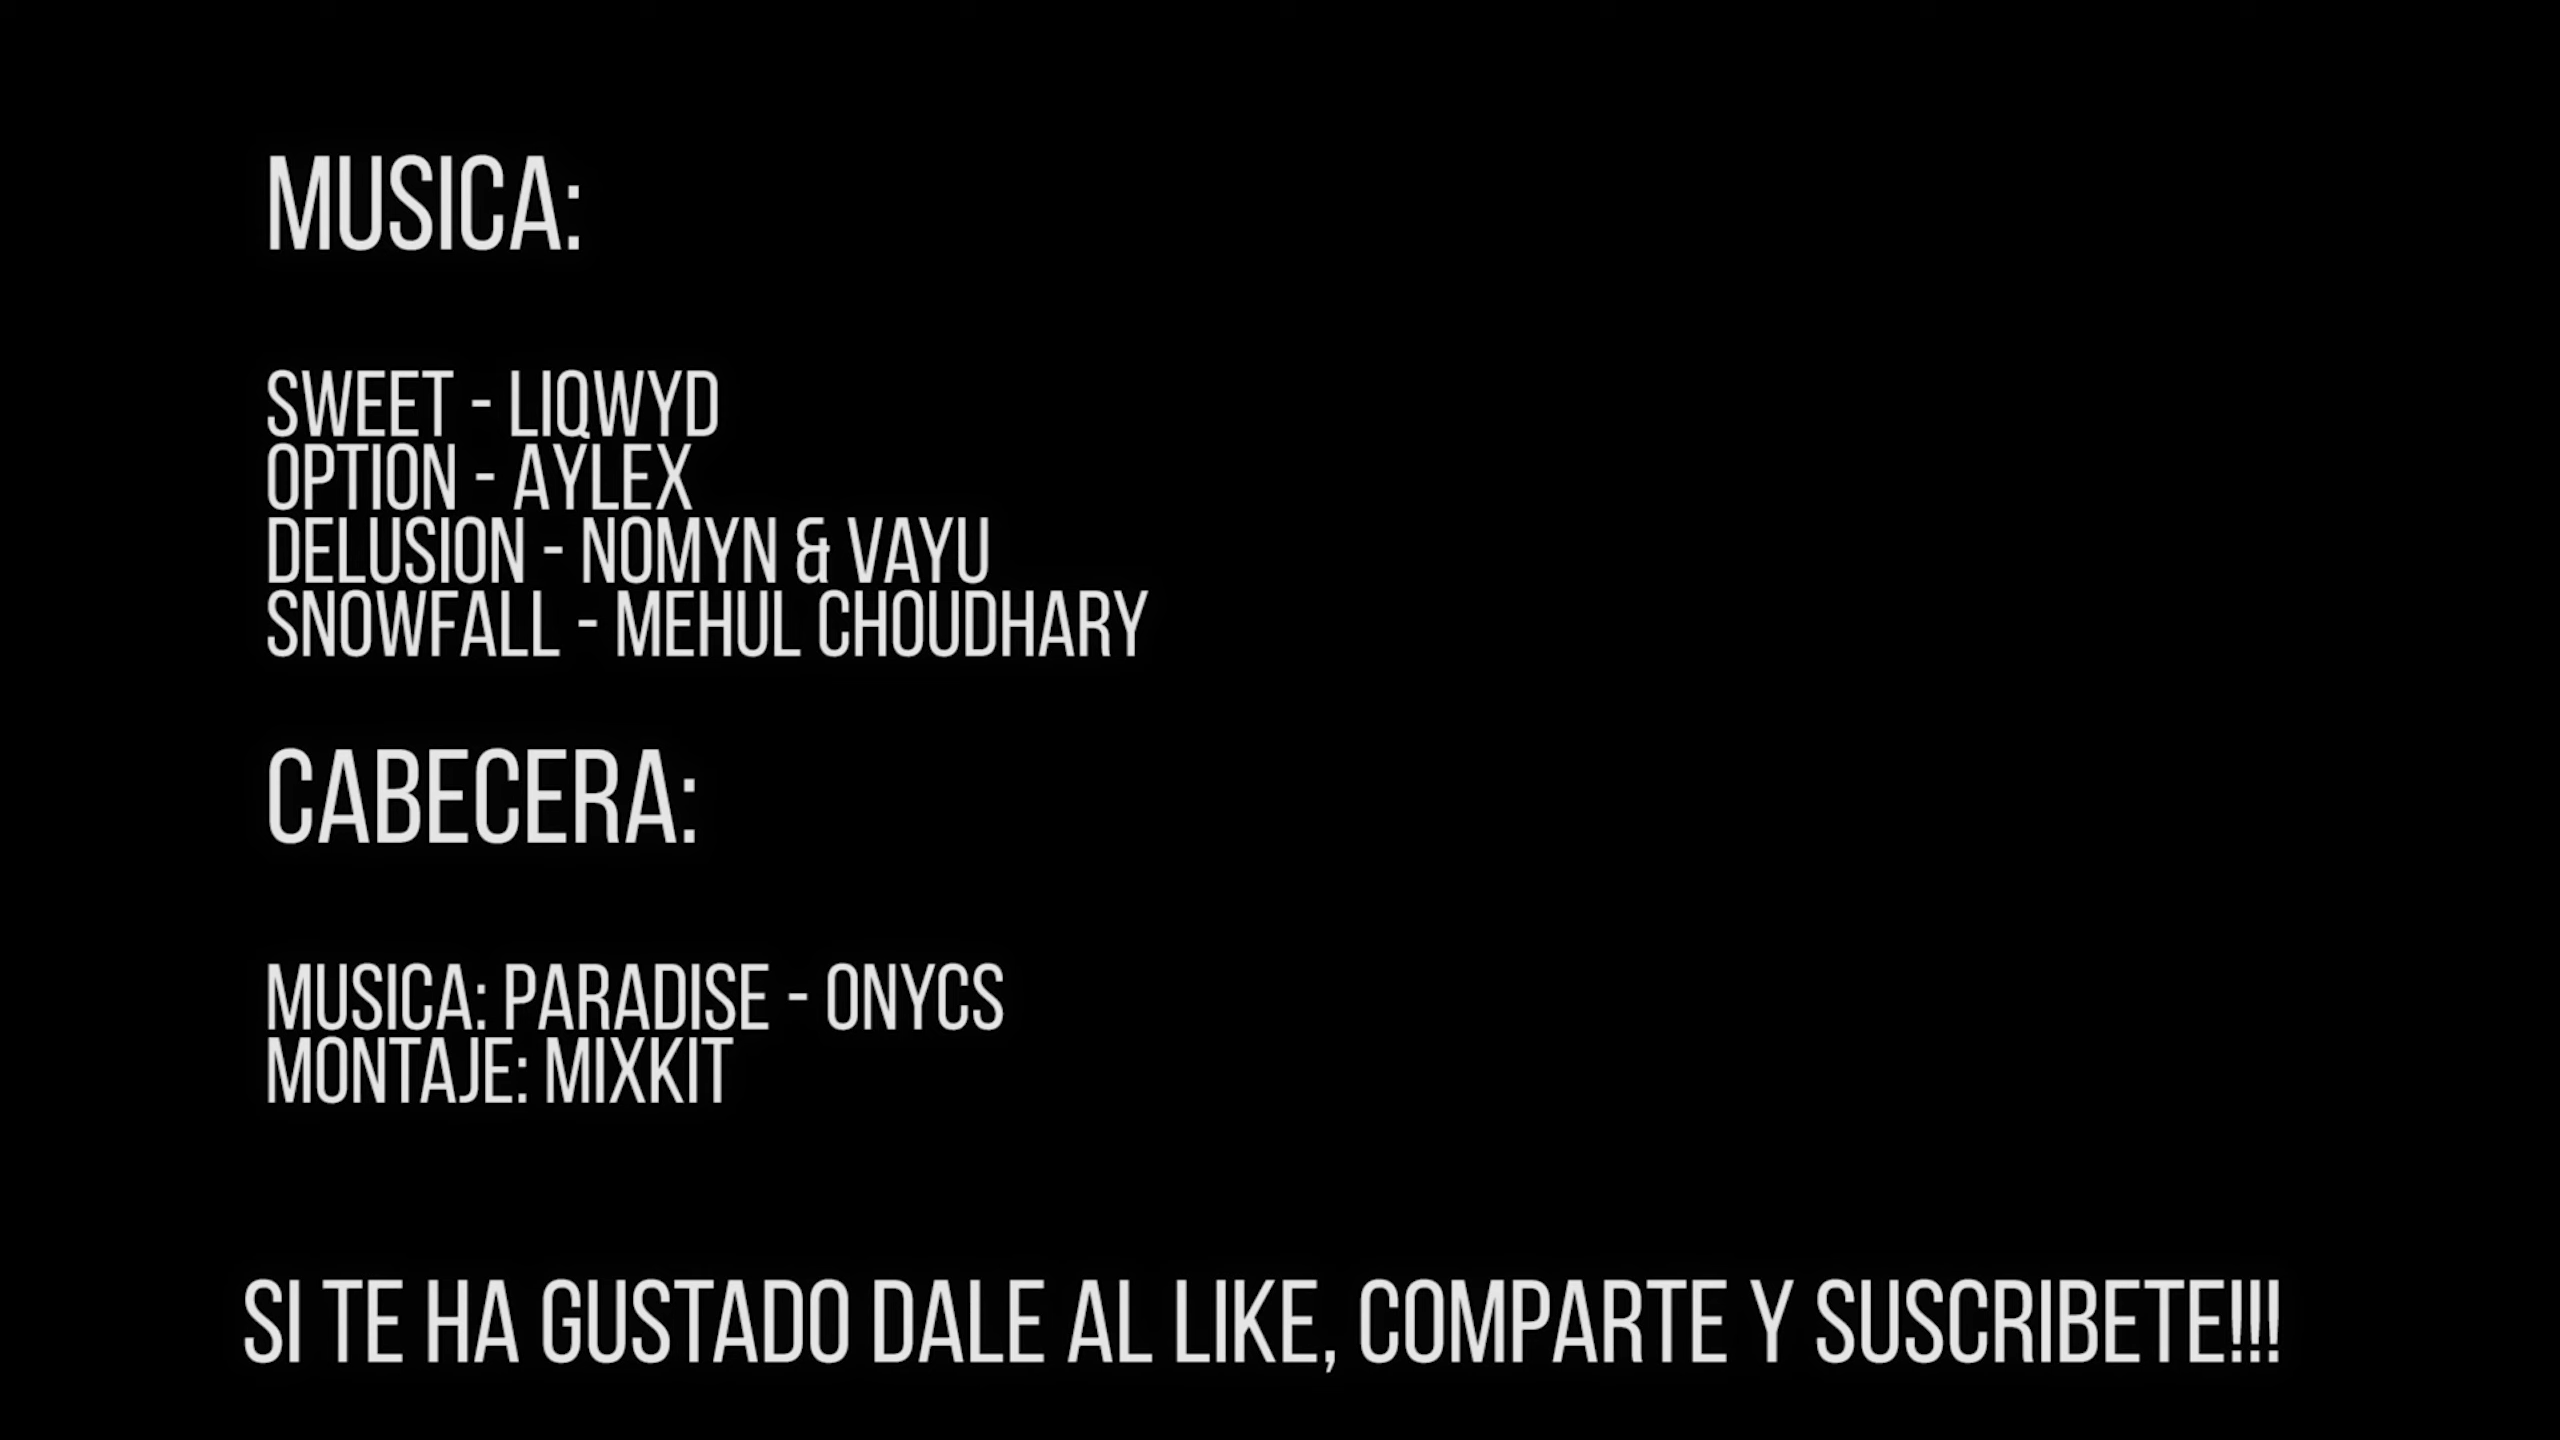 MUSICA:
SWEET - LIQWYD
OPTION - AYLEX
DELUSION - NOMYN & VAYU
SNOWFALL - MEHUL CHOUDHARY
CABECERA:
MUSICA: PARADISE - ONYCS
MONTAJE: MIXKIT
SI TE HA GUSTADO DALE AL LIKE, COMPARTE Y SUSCRIBETE!!!